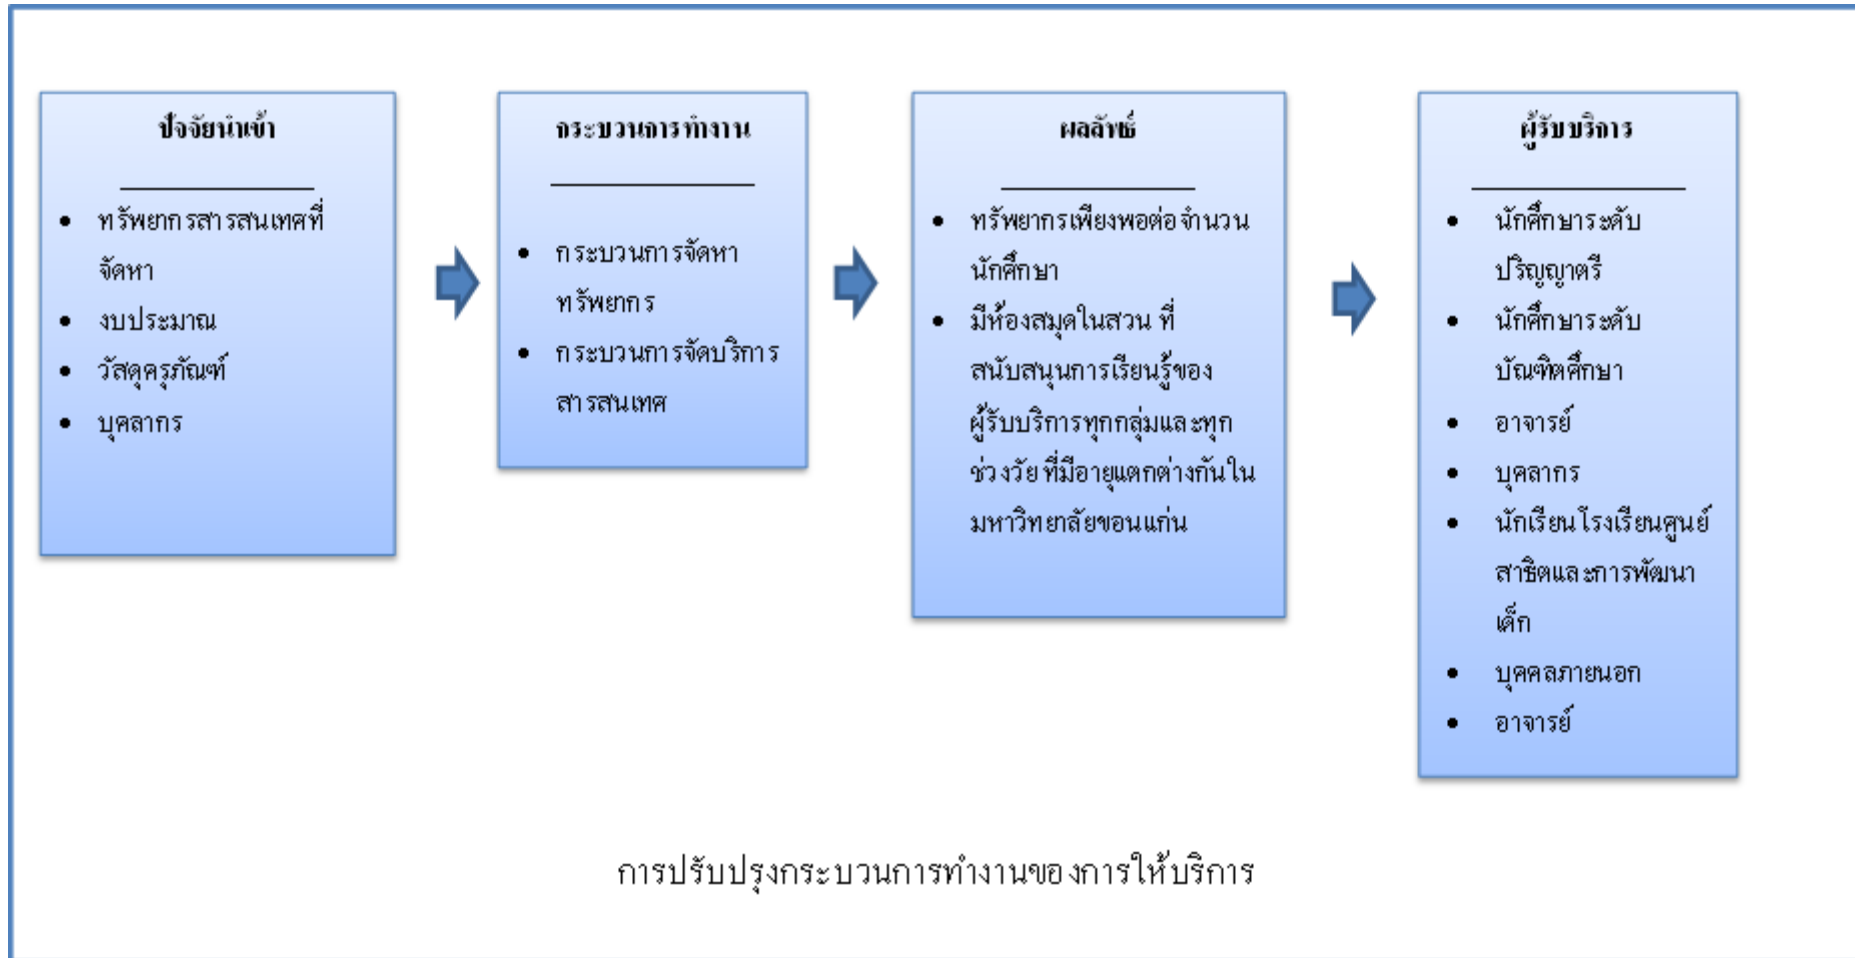 ปัจจัยนำเข้า
• ทรัพยากรสารสนเทศที่
จัดหา
• งบประมาณ
• วัสดุครุภัณฑ์
• บุคลากร
กระบวนการทำงาน
• กระบวนการจัดหา
ทรัพยากร
• กระบวนการจัดบริการ
สารสนเทศ
ผลลัพธ์
• ทรัพยากรเพียงพอต่อจำนวน
นักศึกษา
• มีห้องสมุดในสวน ที่
สนับสนุนการเรียนรู้ของ
ผู้รับบริการทุกกลุ่มและทุก
ช่วงวัย ที่มีอายุแตกต่างกันใน
มหาวิทยาลัยขอนแก่น
ผู้รับบริการ
• นักศึกษาระดับ
ปริญญาตรี
• นักศึกษาระดับ
บัณฑิตศึกษา
• อาจารย์
• บุคลากร
• นักเรียนโรงเรียนศูนย์
สาธิตและการพัฒนา
เด็ก
• บุคคลภายนอก
• อาจารย์
การปรับปรุงกระบวนการทำงานของการให้บริการ